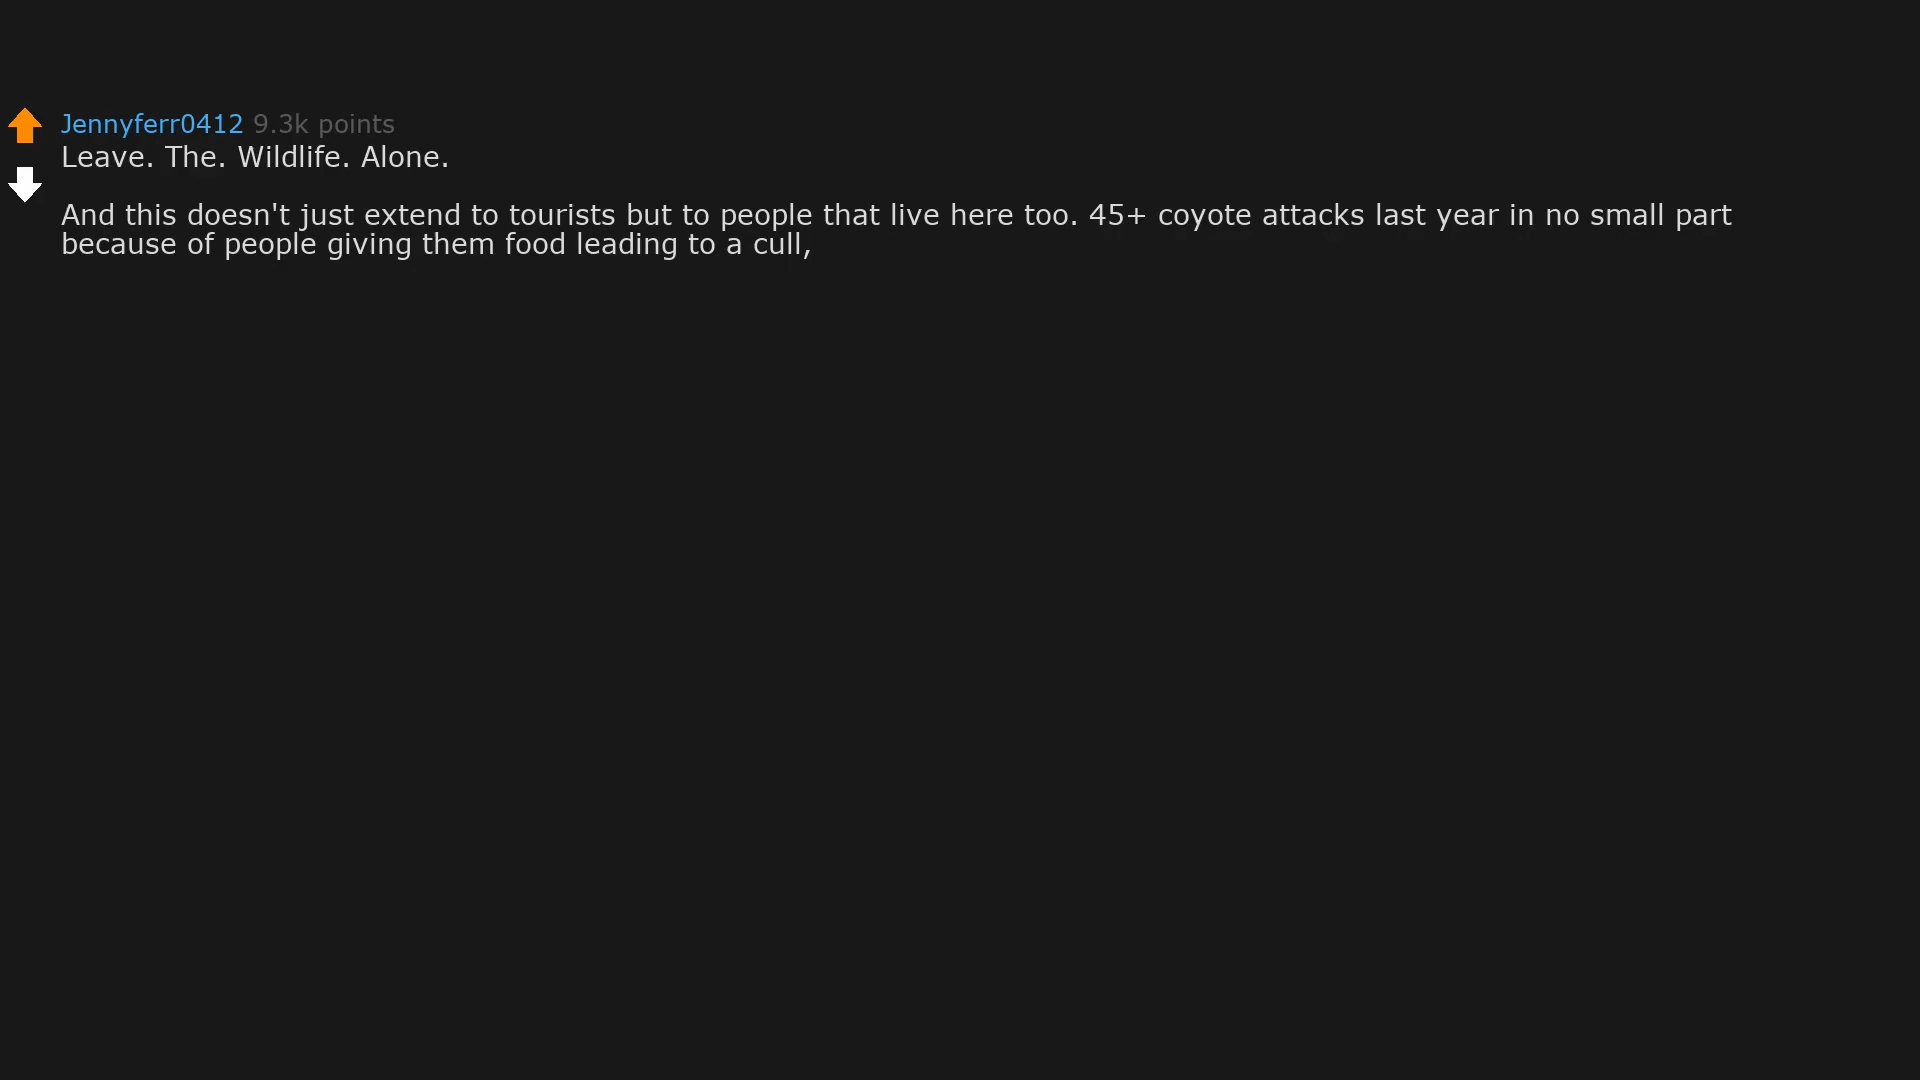 Jennyferr0412 9.3k points
Leave. The. Wildlife. Alone.
And this doesn't just extend to tourists but to people that live here too. 45+ coyote attacks last year in no small part
because of people giving them food leading to a cull,